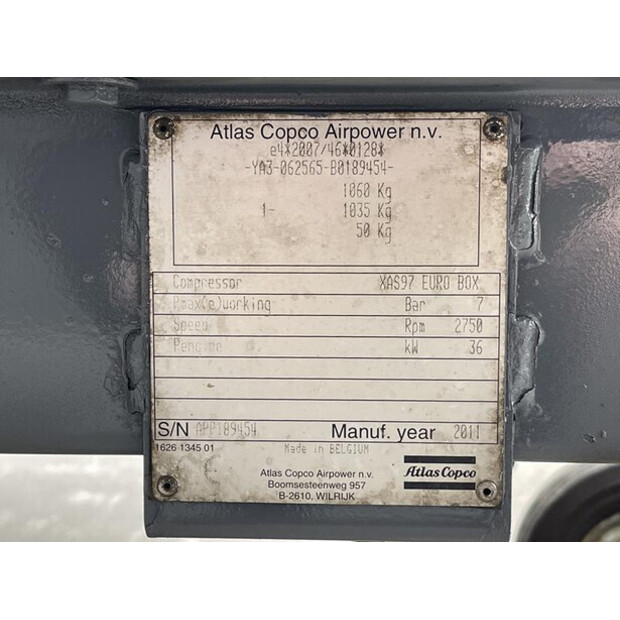 Atlas Copco Airpower n.v.
e4*2007/46*0128*
-YA3-062565-B0189454-
1060 Kg
1- 1035 Kg
50 Kg
Compressor XAS97 EURO BOX
Pmax(e)working Bar 7
Speed Rpm 2750
kW 36
S/N APP189454 Manuf. year 2011
1626 1345 01 Made in BELGIUM
Atlas Copco Airpower n.v.
Boomsesteenweg 957
B-2610, WILRIJK
Atlas Copco